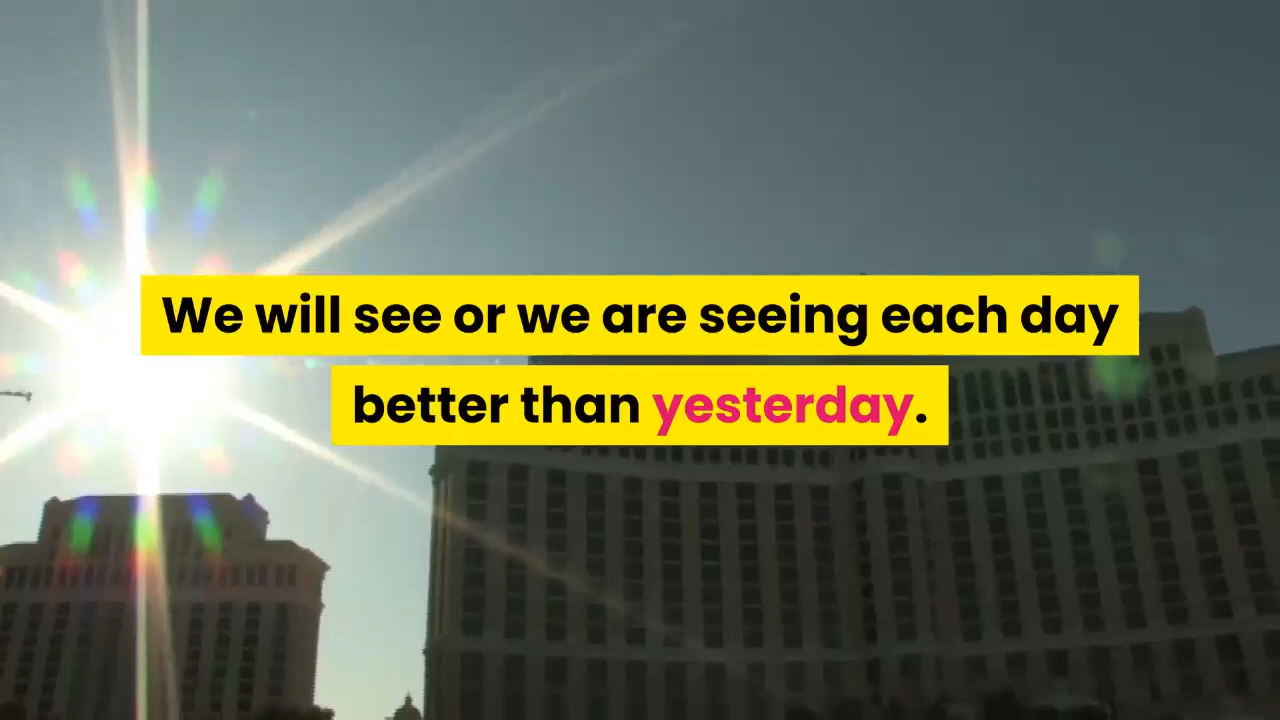 We will see or we are seeing each day
better than yesterday.